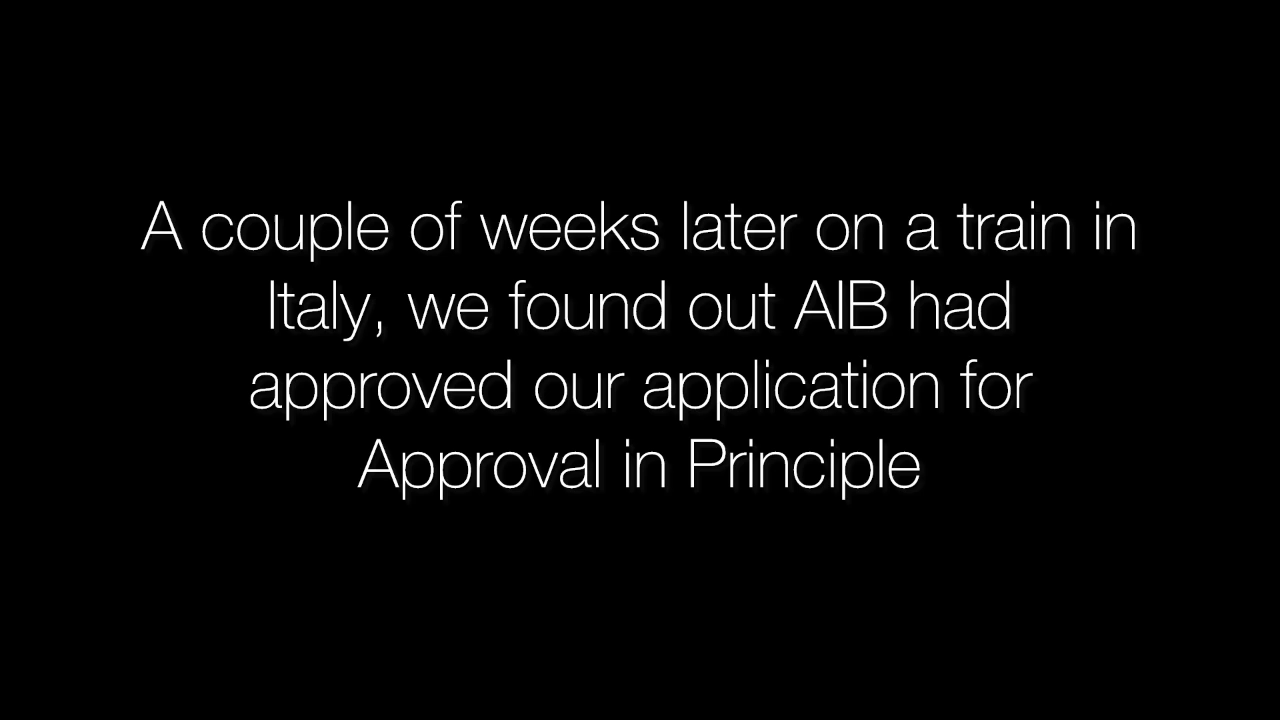 A couple of weeks later on a train in
Italy, we found out AIB had
approved our application for
Approval in Principle